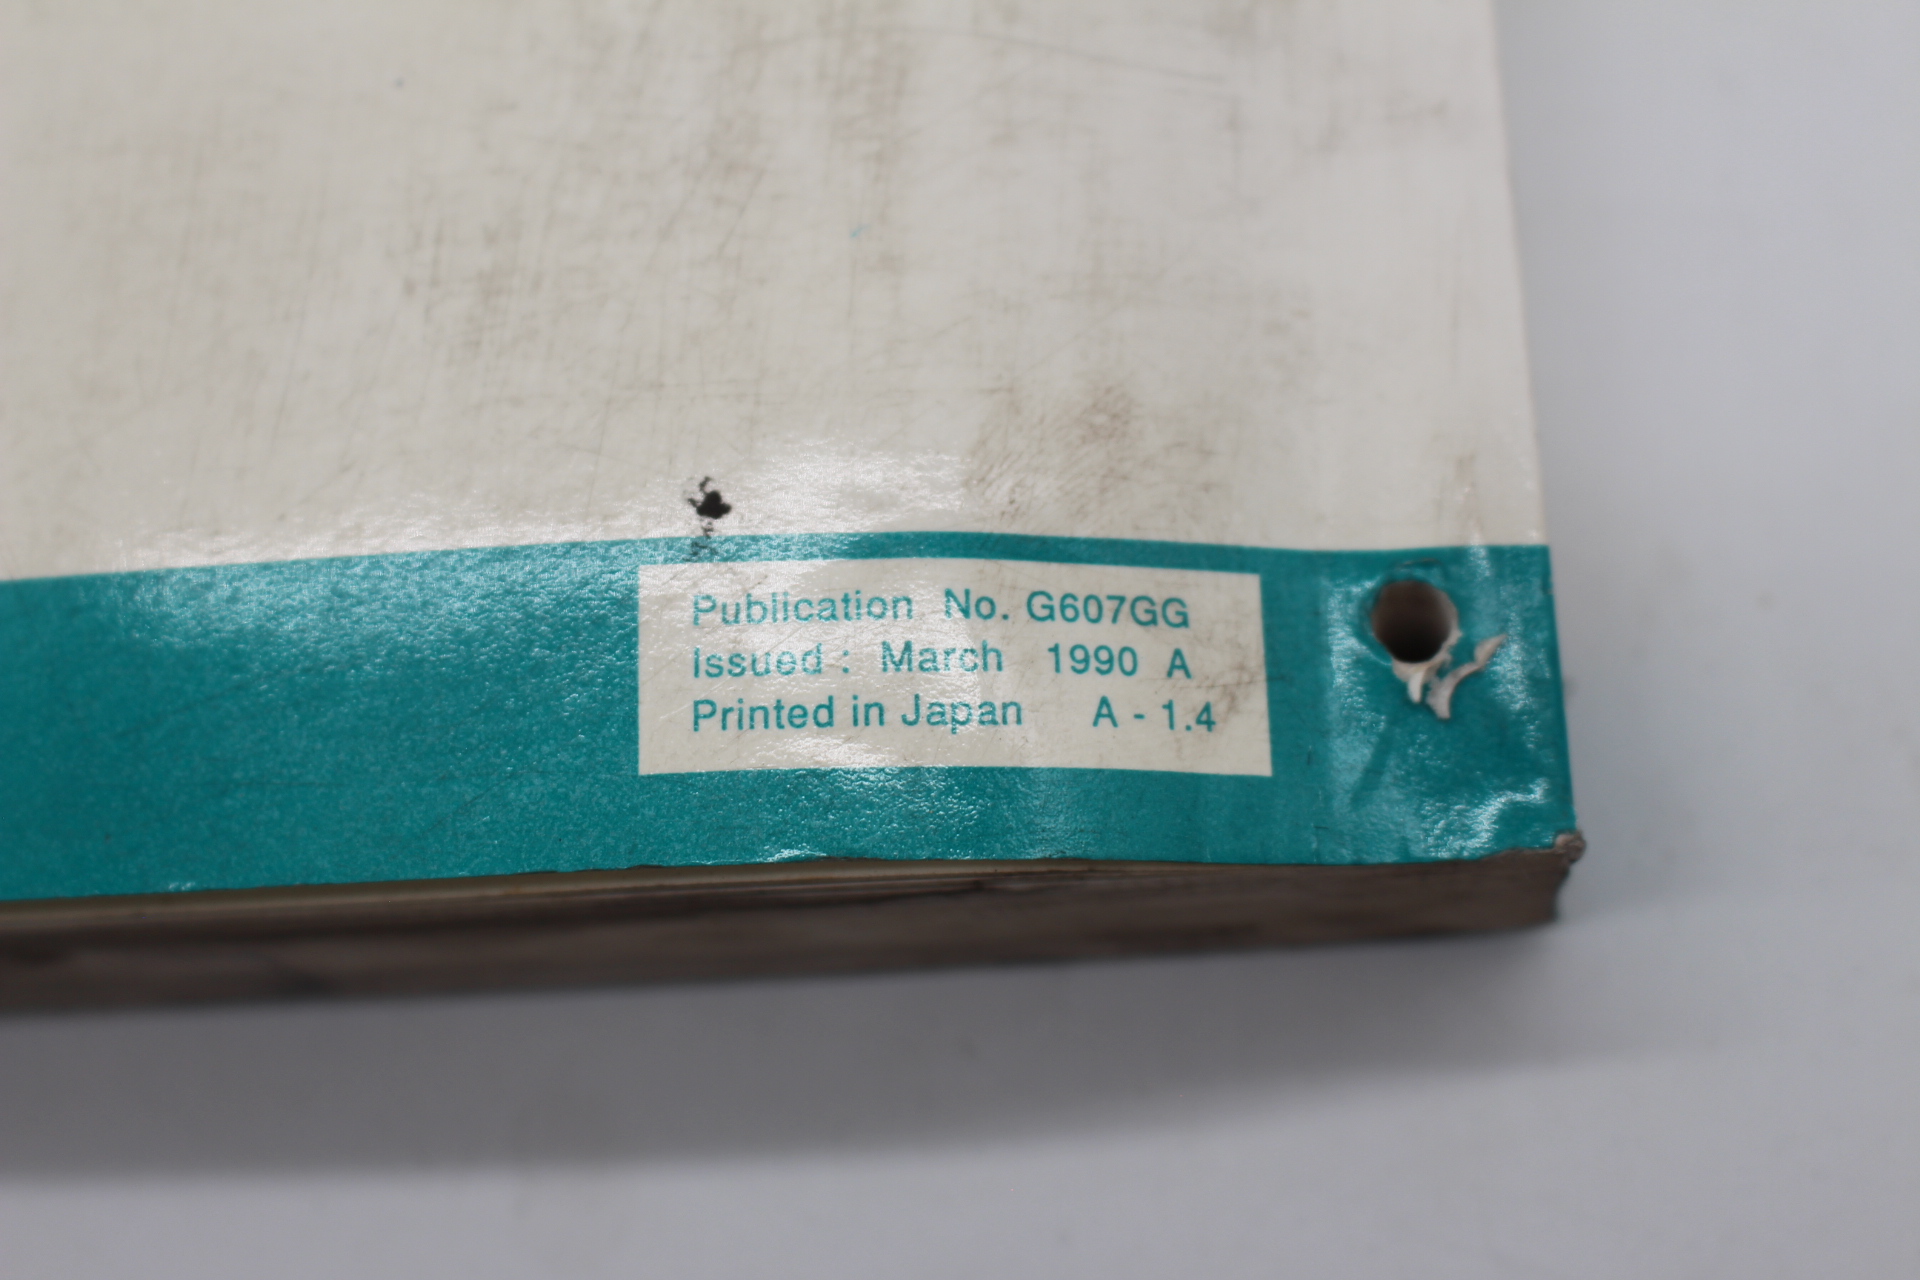 Publication No. G607GG
Issued : March 1990 A
Printed in Japan A - 1.4